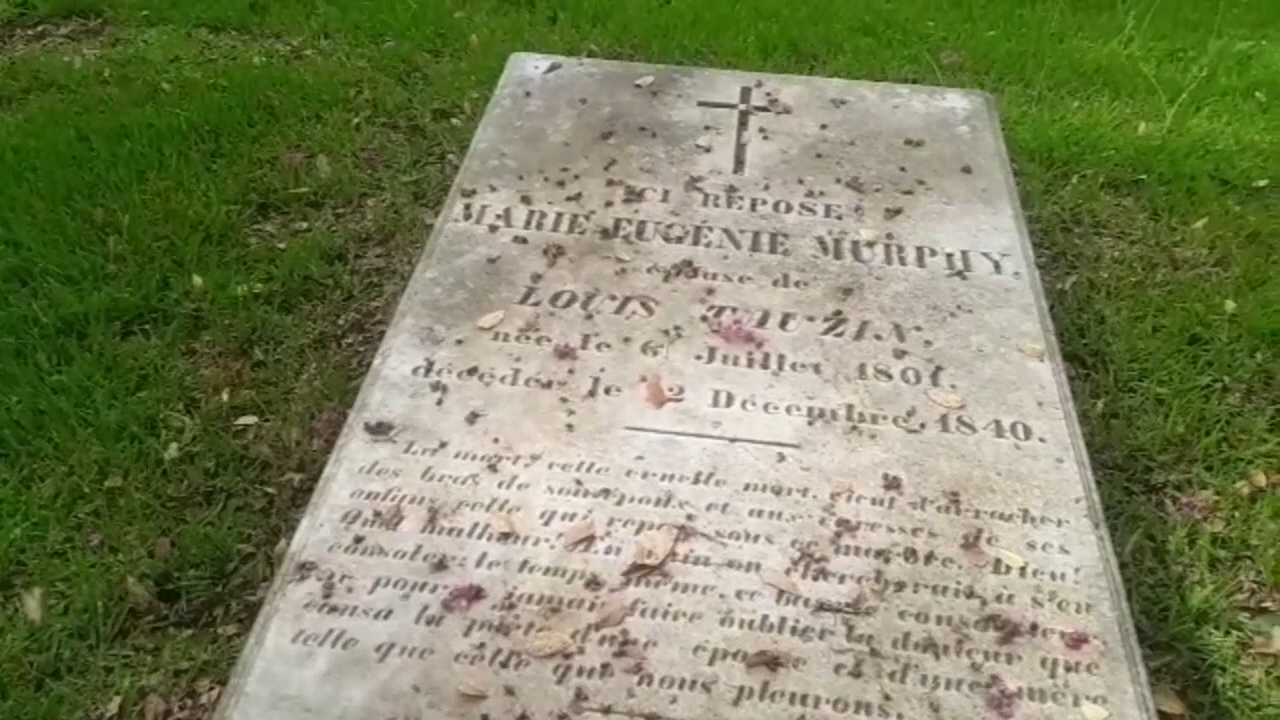 ICI REPOSE
MARIE EUGÉNIE MURPHY.
épouse de
LOUIS TAUZIN.
née le 6 Juillet 1801.
décédée le 2 Décembre 1840.
La mort, cette cruelle mort, vient d'arracher
des bras de son époux et aux caresses de ses
enfans celle qui repose sous ce marbre. Dieu!
Quel malheur! En vain on chercherait à s'en
consoler: le temps même, ce
pourra jamais faire oublier la douleur que
causa la perte d'une épouse et d'une mère
telle que celle que nous pleurons.